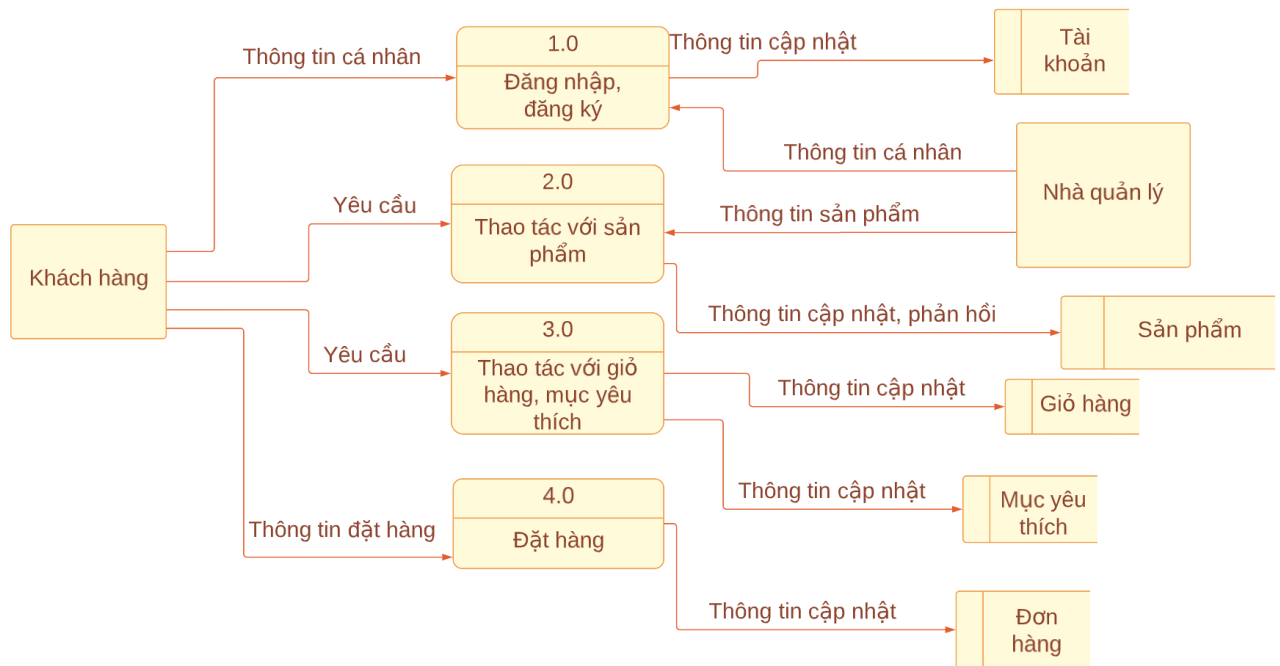 1.0
Đăng nhập,
đăng ký
Thông tin cá nhân
Thông tin cập nhật
Tài
khoản
Thông tin cá nhân
Nhà quản lý
2.0
Thao tác với sản
phẩm
Yêu cầu
Thông tin sản phẩm
Khách hàng
Thông tin cập nhật, phản hồi
Sản phẩm
3.0
Thao tác với giỏ
hàng, mục yêu
thích
Yêu cầu
Thông tin cập nhật
Giỏ hàng
Thông tin cập nhật
Mục yêu
thích
4.0
Đặt hàng
Thông tin đặt hàng
Thông tin cập nhật
Đơn
hàng